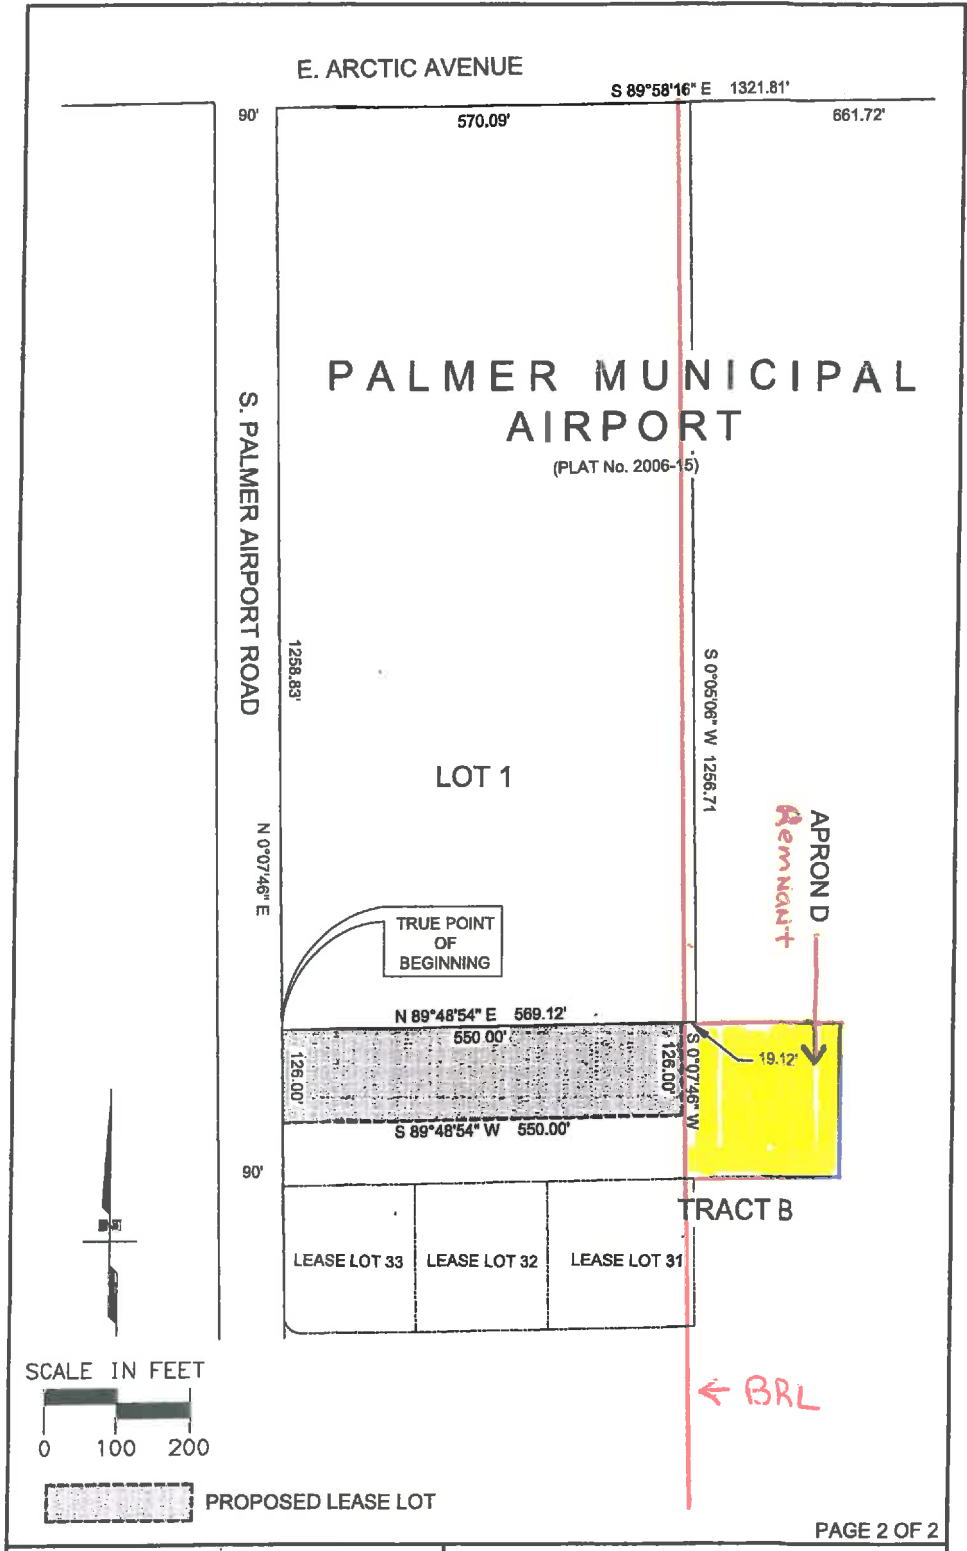 E. ARCTIC AVENUE
S 89°58'16" E 1321.81'
90'
570.09'
661.72'
PALMER MUNICIPAL
AIRPORT
(PLAT No. 2006-15)
S. PALMER AIRPORT ROAD
1258.83'
N 0°07'46" E
S 0°05'06" W 1256.71
LOT 1
APRON D
Remnant
TRUE POINT
OF
BEGINNING
N 89°48'54" E 569.12'
550.00'
126.00'
126.00'
S 0°07'46" W
19.12'
S 89°48'54" W 550.00'
90'
TRACT B
LEASE LOT 33
LEASE LOT 32
LEASE LOT 31
SCALE IN FEET
0 100 200
← BRL
PROPOSED LEASE LOT
PAGE 2 OF 2